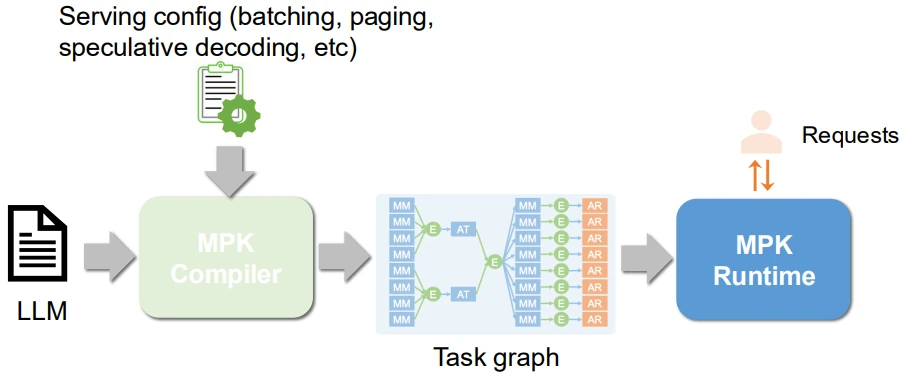 Serving config (batching, paging,
speculative decoding, etc)
Requests
LLM
MPK
Compiler
MM
MM
MM
MM
MM
MM
MM
MM
E
E
AT
AT
E
MM E AR
MM E AR
MM E AR
MM E AR
MM E AR
MM E AR
MM E AR
MM E AR
Task graph
MPK
Runtime